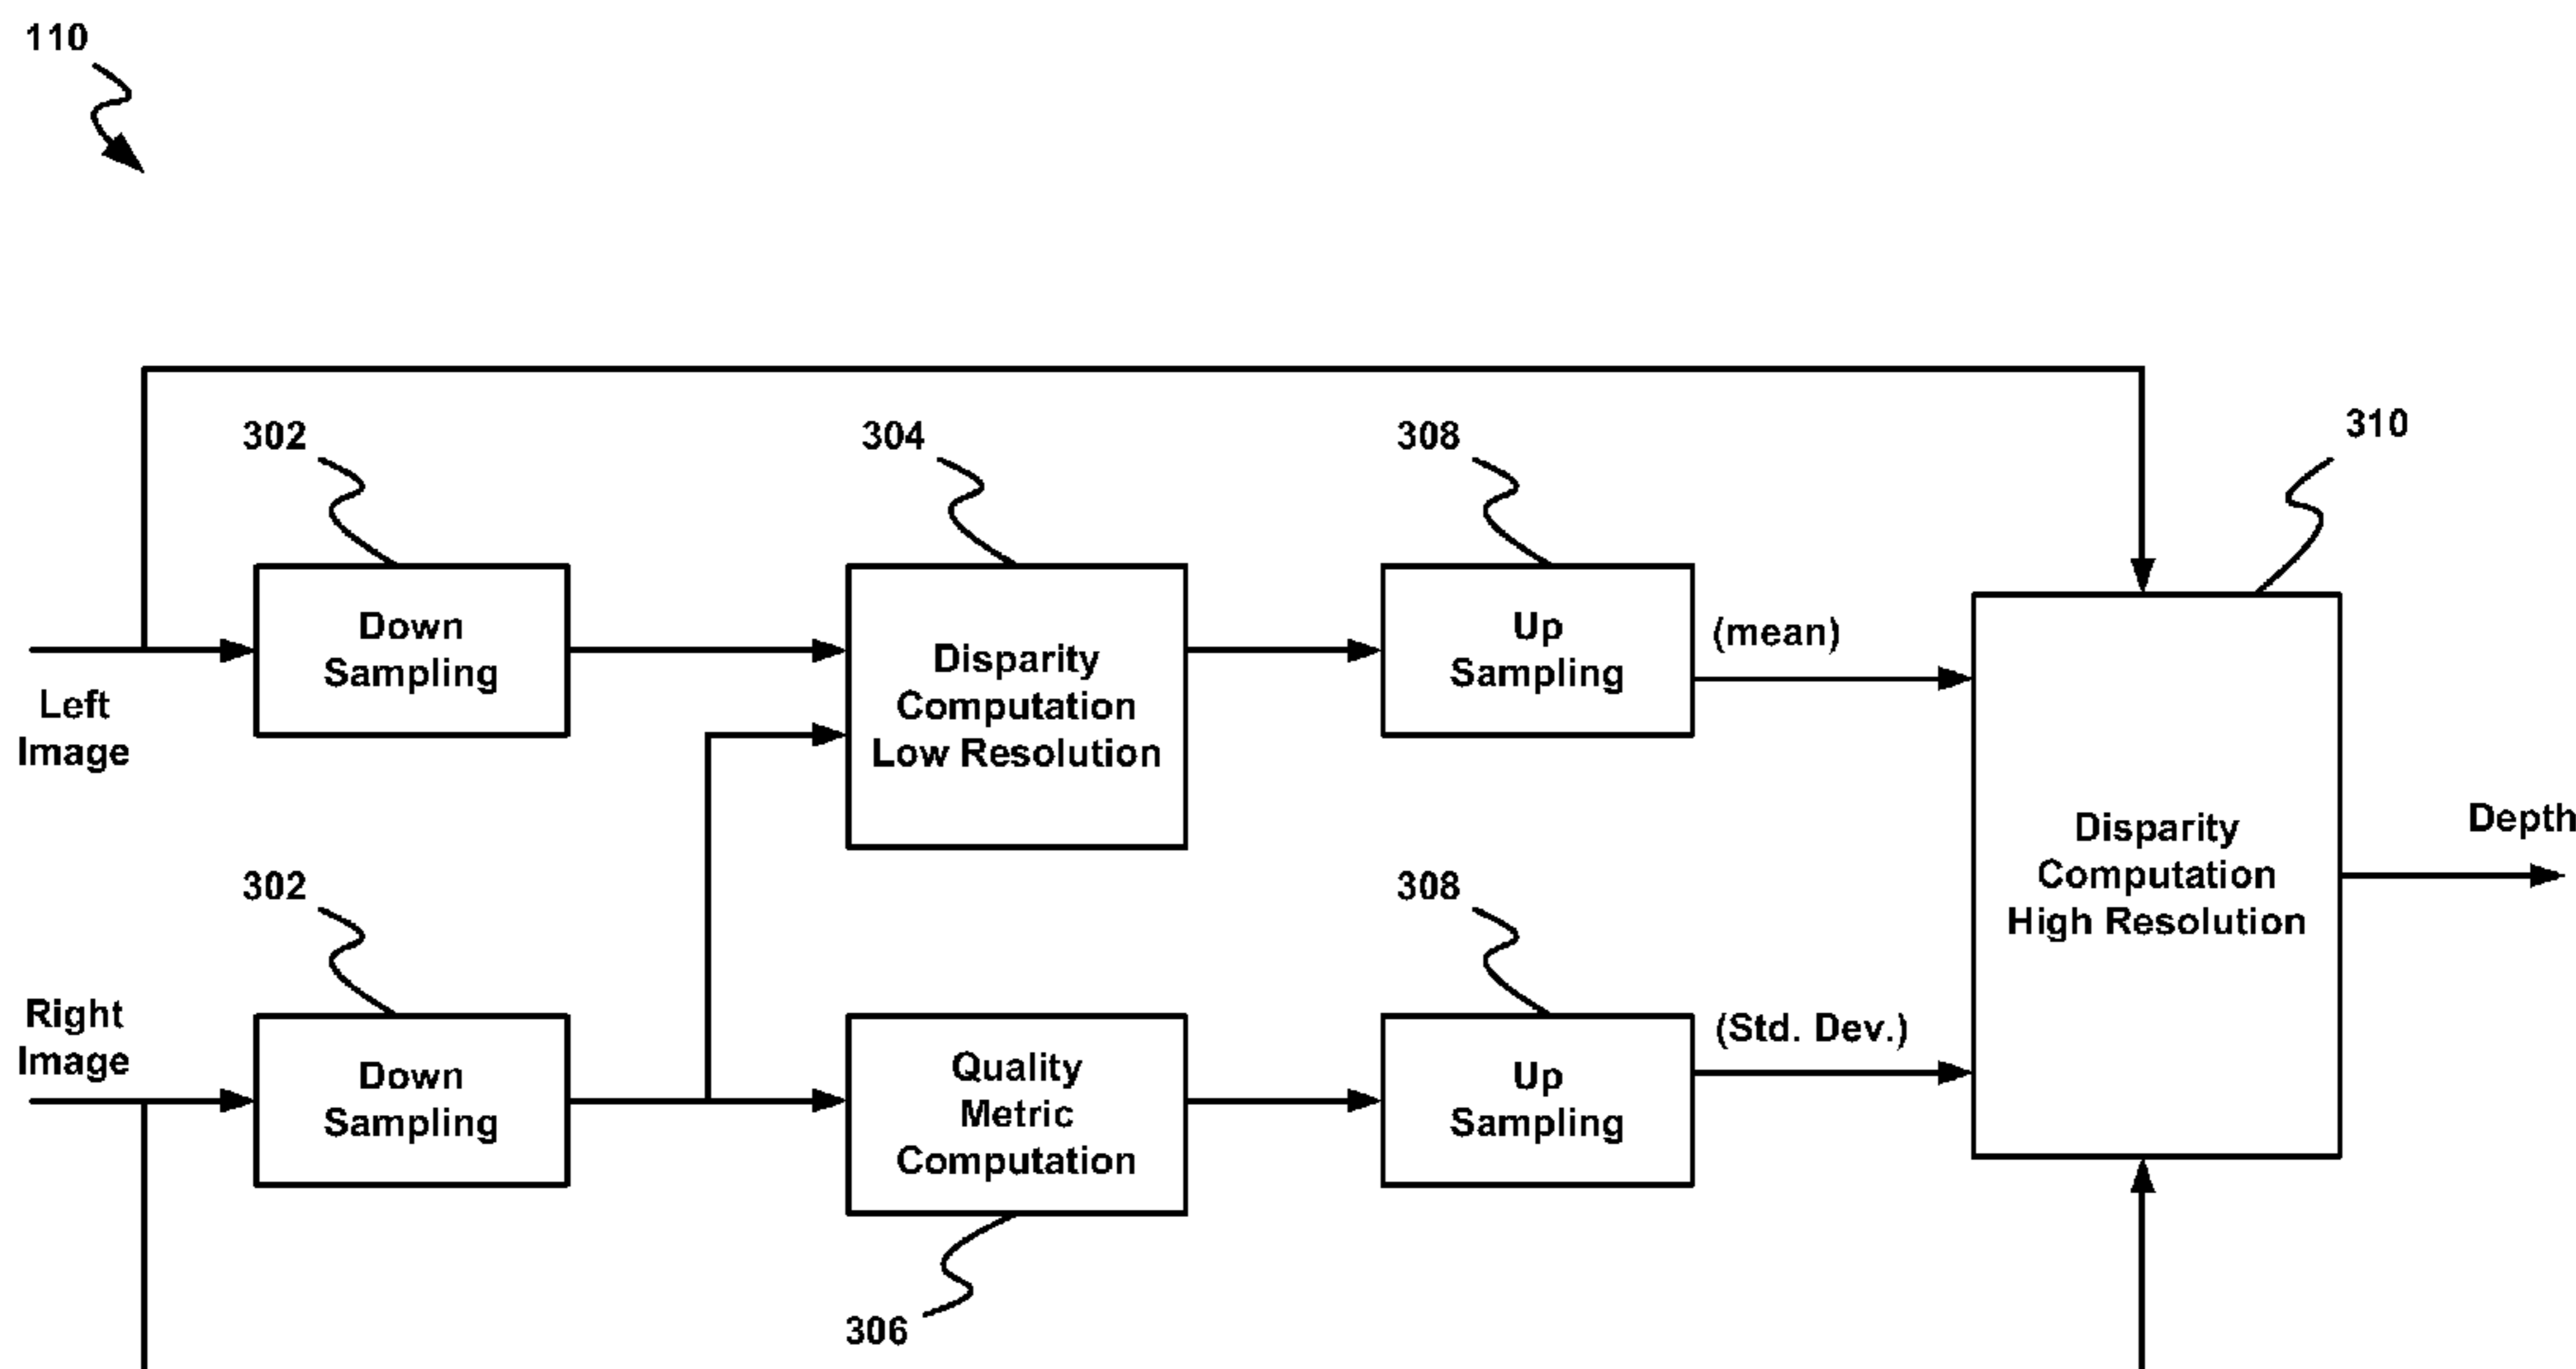 110
302
304
308
310
Down
Sampling
Disparity
Computation
Low Resolution
Up
Sampling
(mean)
Left
Image
Disparity
Computation
High Resolution
Depth
302
308
Right
Image
Down
Sampling
Quality
Metric
Computation
Up
Sampling
(Std. Dev.)
306